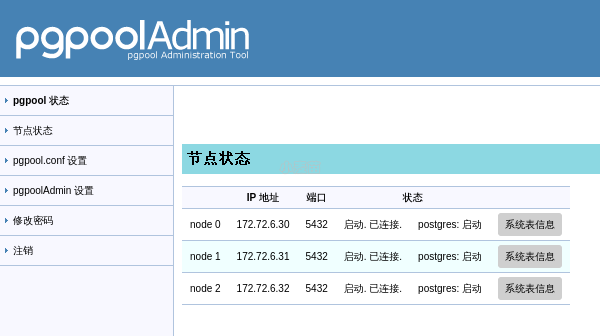 pgpoolAdmin
pgpool Administration Tool
pgpool 状态
节点状态
pgpool.conf 设置
pgpoolAdmin 设置
修改密码
注销
节点状态
IP 地址 端口 状态
node 0 172.72.6.30 5432 启动. 已连接. postgres: 启动 系统表信息
node 1 172.72.6.31 5432 启动. 已连接. postgres: 启动 系统表信息
node 2 172.72.6.32 5432 启动. 已连接. postgres: 启动 系统表信息